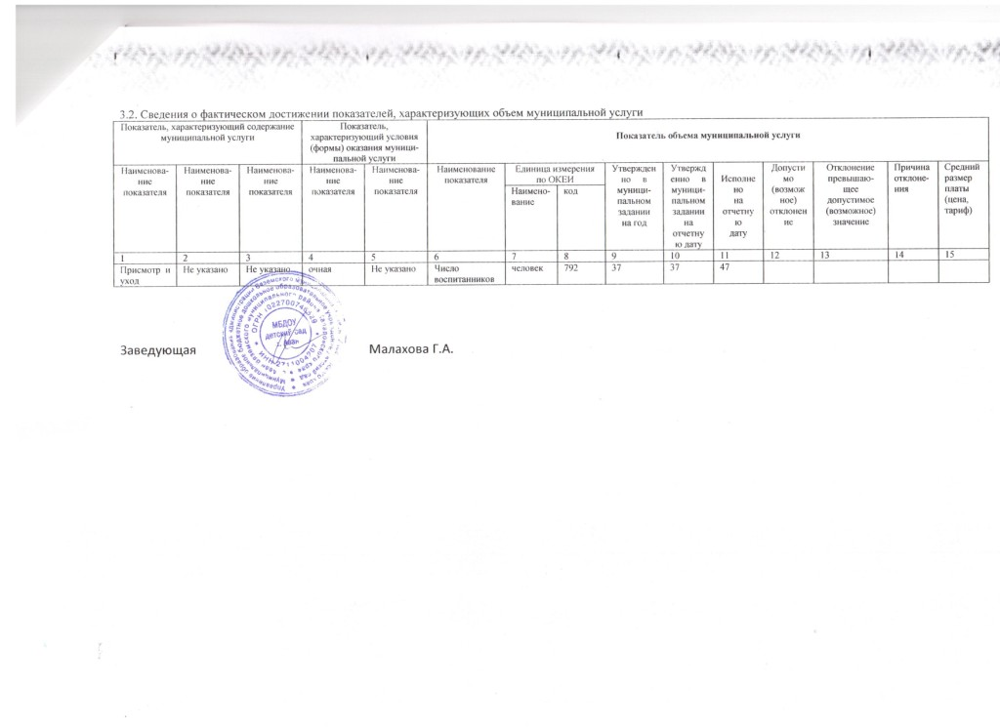 3.2. Сведения о фактическом достижении показателей, характеризующих объем муниципальной услуги
Показатель, характеризующий содержание
муниципальной услуги
Показатель,
характеризующий условия
(формы) оказания муници-
пальной услуги
Показатель объема муниципальной услуги
Наименова-
ние
показателя
Наименова-
ние
показателя
Наименова-
ние
показателя
Наименова-
ние
показателя
Наименова-
ние
показателя
Наименование
показателя
Единица измерения
по ОКЕИ
Наимено-
вание
код
Утвержден
но в
муници-
пальном
задании
на год
Утвержд
енно в
муници-
пальном
задании
на
отчетну
ю дату
Исполне
но
на
отчетну
ю
дату
Допусти
мо
(возмож
ное)
отклонен
ие
Отклонение
превышаю-
щее
допустимое
(возможное)
значение
Причина
отклоне-
ния
Средний
размер
платы
(цена,
тариф)
1 2 3 4 5 6 7 8 9 10 11 12 13 14 15
Присмотр и
уход
Не указано
Не указано
очная
Не указано
Число
воспитанников
человек
792
37
37
47
Заведующая
Малахова Г.А.
МБДОУ
детский сад